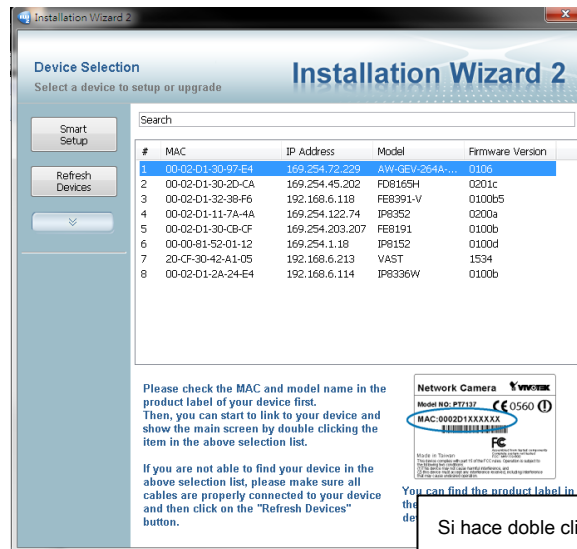 Installation Wizard 2
Device Selection
Select a device to setup or upgrade
Installation Wizard 2
Smart
Setup
Refresh
Devices
Search
# MAC IP Address Model Firmware Version
1 00-02-D1-30-97-E4 169.254.72.229 AW-GEV-264A-... 0106
2 00-02-D1-30-2D-CA 169.254.45.202 FD8165H 0201c
3 00-02-D1-32-38-F6 192.168.6.118 FE8391-V 0100b5
4 00-02-D1-11-7A-4A 169.254.122.74 IP8352 0200a
5 00-02-D1-30-CB-CF 169.254.203.207 FE8191 0100b
6 00-00-81-52-01-12 169.254.1.18 IP8152 0100d
7 20-CF-30-42-A1-05 192.168.6.213 VAST 1534
8 00-02-D1-2A-24-E4 192.168.6.114 IP8336W 0100b
Please check the MAC and model name in the
product label of your device first.
Then, you can start to link to your device and
show the main screen by double clicking the
item in the above selection list.
If you are not able to find your device in the
above selection list, please make sure all
cables are properly connected to your device
and then click on the "Refresh Devices"
button.
Network Camera VIVOTEK
Model NO: PT7137 CE 0560
MAC:0002D1XXXXXX
FC
Made in Taiwan
You can find the product label in
the
Si hace doble cli